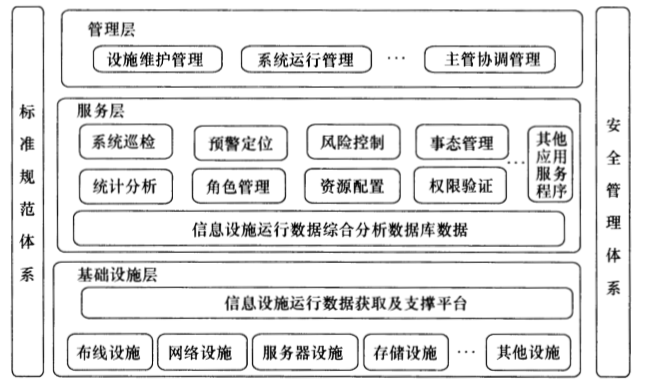 标准规范体系
管理层
设施维护管理 系统运行管理 … 主管协调管理
服务层
系统巡检 预警定位 风险控制 事态管理
统计分析 角色管理 资源配置 权限验证
… 其他应用服务程序
信息设施运行数据综合分析数据库数据
基础设施层
信息设施运行数据获取及支撑平台
布线设施 网络设施 服务器设施 存储设施 … 其他设施
安全管理体系